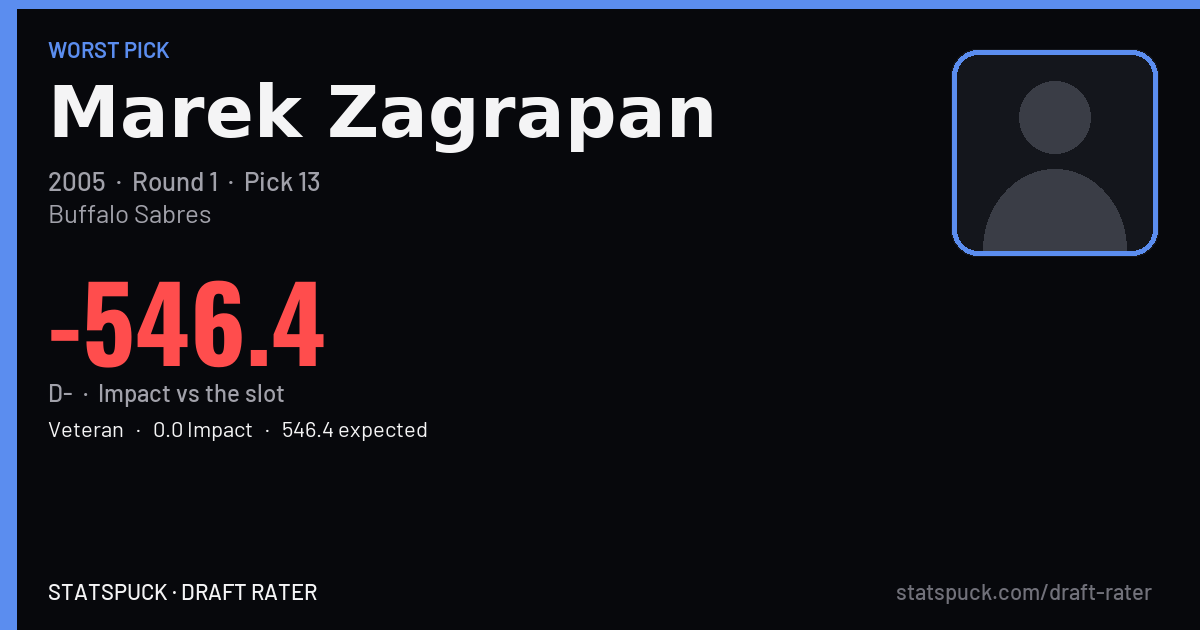 WORST PICK
Marek Zagrapan
2005 · Round 1 · Pick 13
Buffalo Sabres
-546.4
D- · Impact vs the slot
Veteran · 0.0 Impact · 546.4 expected
STATSPUCK · DRAFT RATER
statspuck.com/draft-rater